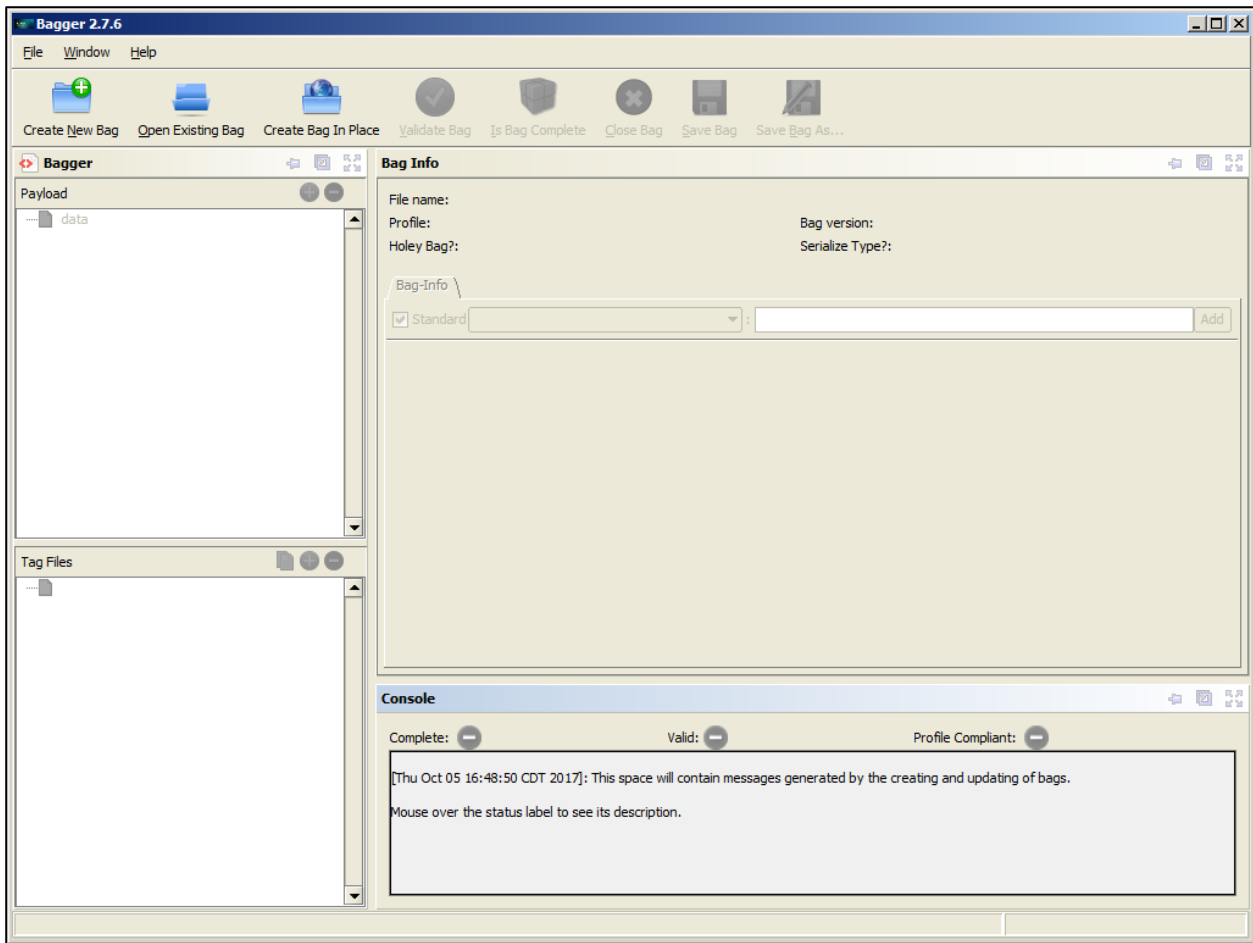 Bagger 2.7.6
File Window Help
Create New Bag Open Existing Bag Create Bag In Place Validate Bag Is Bag Complete Close Bag Save Bag Save Bag As...
Bagger
Payload
data
Tag Files
Bag Info
File name:
Profile: Bag version:
Holey Bag?: Serialize Type?:
Bag-Info
Standard : Add
Console
Complete: Valid: Profile Compliant:
[Thu Oct 05 16:48:50 CDT 2017]: This space will contain messages generated by the creating and updating of bags.
Mouse over the status label to see its description.